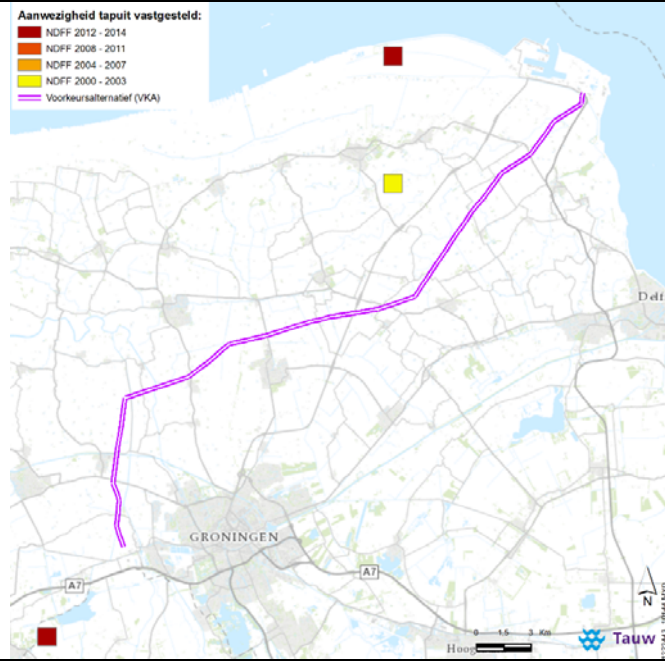 Aanwezigheid tapuit vastgesteld:
NDFF 2012 - 2014
NDFF 2008 - 2011
NDFF 2004 - 2007
NDFF 2000 - 2003
Voorkeursalternatief (VKA)
Delf
GRONINGEN
A7
A7
N
0 1.5 3 Km
Hoog
Tauw